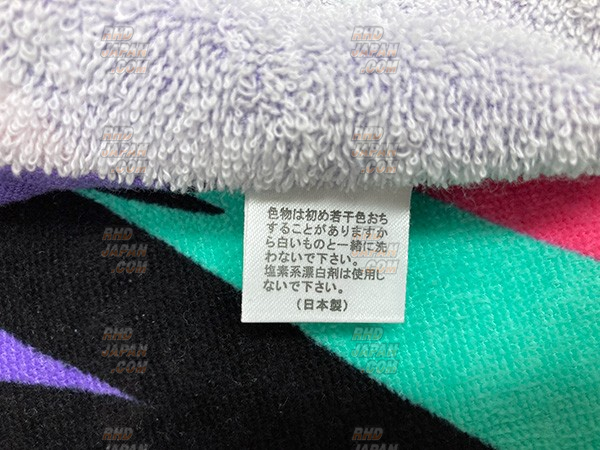 色物は初め若干色おち
することがありますか
ら白いものと一緒に洗
わないで下さい。
塩素系漂白剤は使用し
ないで下さい。
(日本製)
RHD
JAPAN
.COM